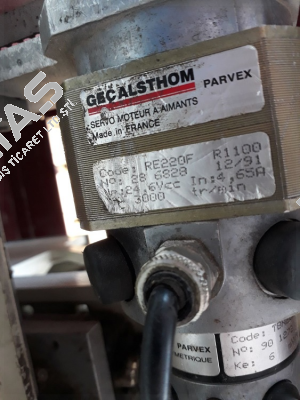 GEC ALSTHOM
PARVEX
SERVO MOTEUR A AIMANTS
Made in FRANCE
Code: RE220F R1100
No: 28 6828 12/91
24,6Vcc In:4,65A
3000 tr/min
PARVEX
METRIQUE
Code:
No: 90
Ke: 6